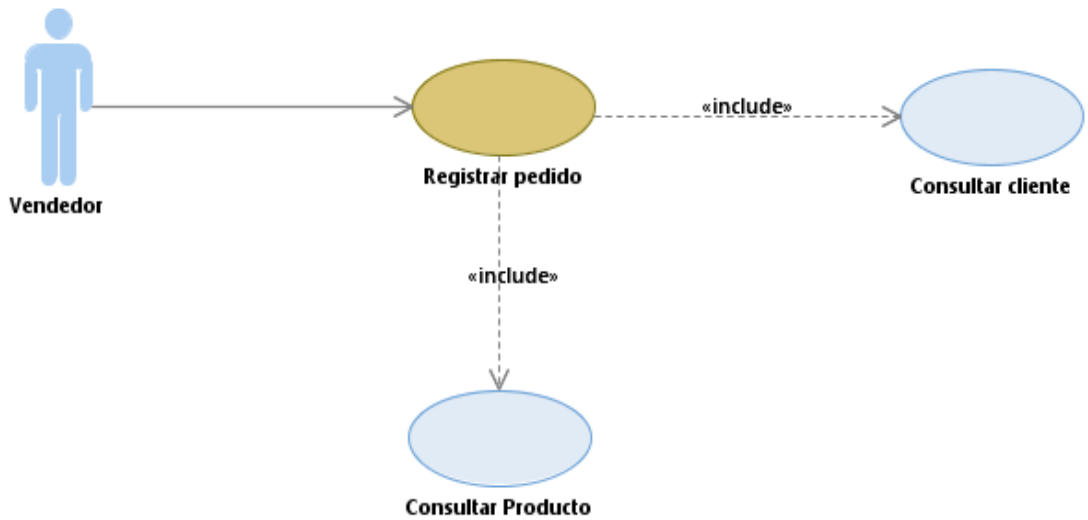 «include»
Registrar pedido
Consultar cliente
Vendedor
«include»
Consultar Producto